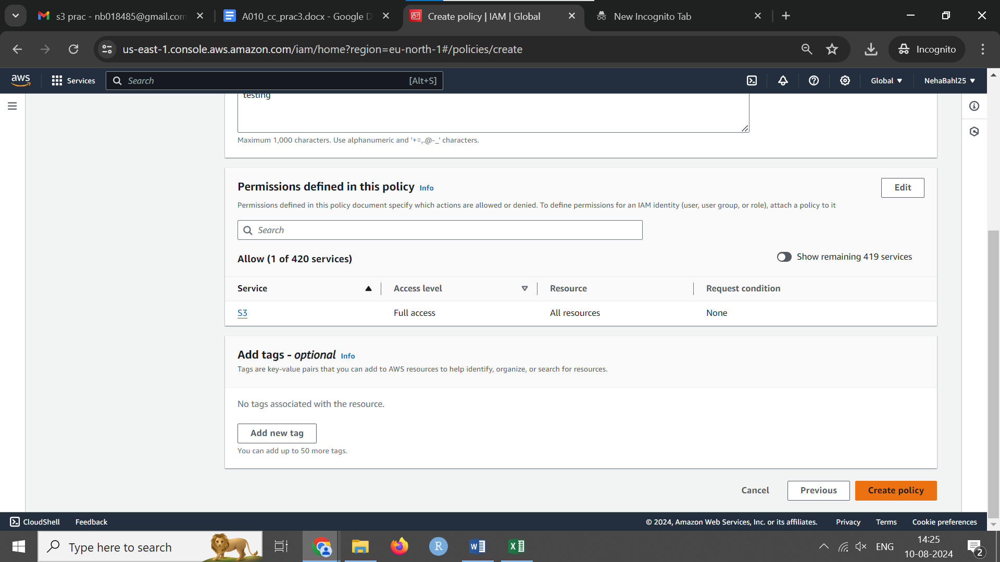 s3 prac - nb018485@gmail.com
A010_cc_prac3.docx - Google D
Create policy | IAM | Global
New Incognito Tab
us-east-1.console.aws.amazon.com/iam/home?region=eu-north-1#/policies/create
Incognito
aws
Services
Search
[Alt+S]
Global
NehaBahl25
testing
Maximum 1,000 characters. Use alphanumeric and '+=,.@-_' characters.
Permissions defined in this policy Info
Edit
Permissions defined in this policy document specify which actions are allowed or denied. To define permissions for an IAM identity (user, user group, or role), attach a policy to it
Search
Allow (1 of 420 services)
Show remaining 419 services
Service Access level Resource Request condition
S3 Full access All resources None
Add tags - optional Info
Tags are key-value pairs that you can add to AWS resources to help identify, organize, or search for resources.
No tags associated with the resource.
Add new tag
You can add up to 50 more tags.
Cancel
Previous
Create policy
CloudShell
Feedback
© 2024, Amazon Web Services, Inc. or its affiliates.
Privacy
Terms
Cookie preferences
Type here to search
R
W
X
ENG
14:25
10-08-2024
2